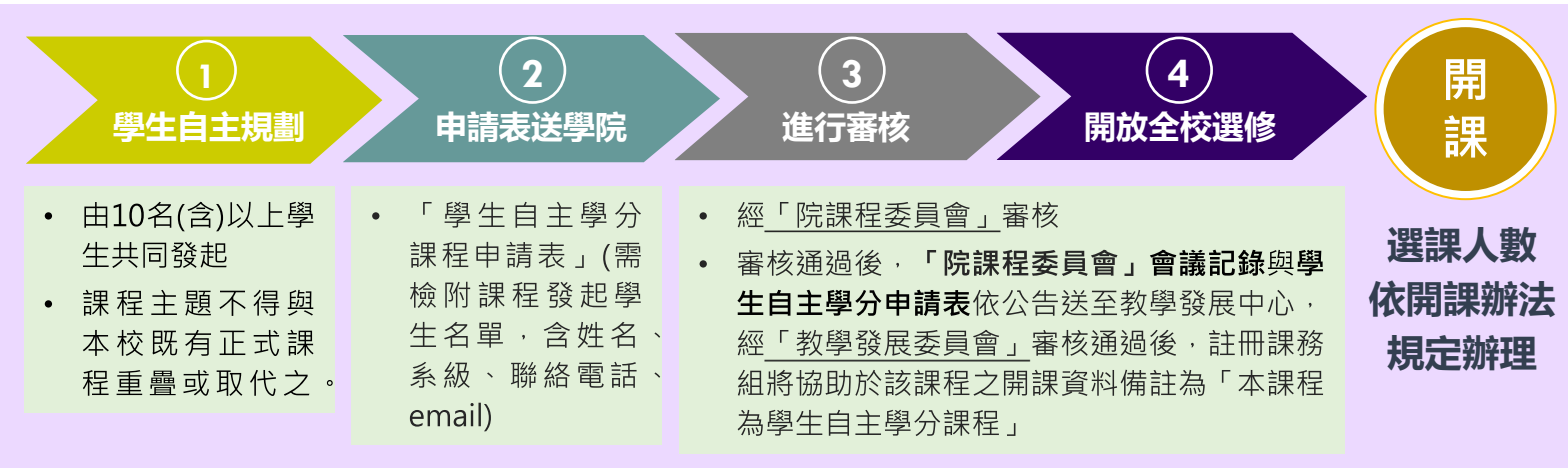 1
學生自主規劃
2
申請表送學院
3
進行審核
4
開放全校選修
開
課
• 由10名(含)以上學
生共同發起
• 課程主題不得與
本校既有正式課
程重疊或取代之。
• 「學生自主學分
課程申請表」(需
檢附課程發起學
生名單，含姓名、
系級、聯絡電話、
email)
• 經「院課程委員會」審核
• 審核通過後，「院課程委員會」會議記錄與學
生自主學分申請表依公告送至教學發展中心，
經「教學發展委員會」審核通過後，註冊課務
組將協助於該課程之開課資料備註為「本課程
為學生自主學分課程」
選課人數
依開課辦法
規定辦理